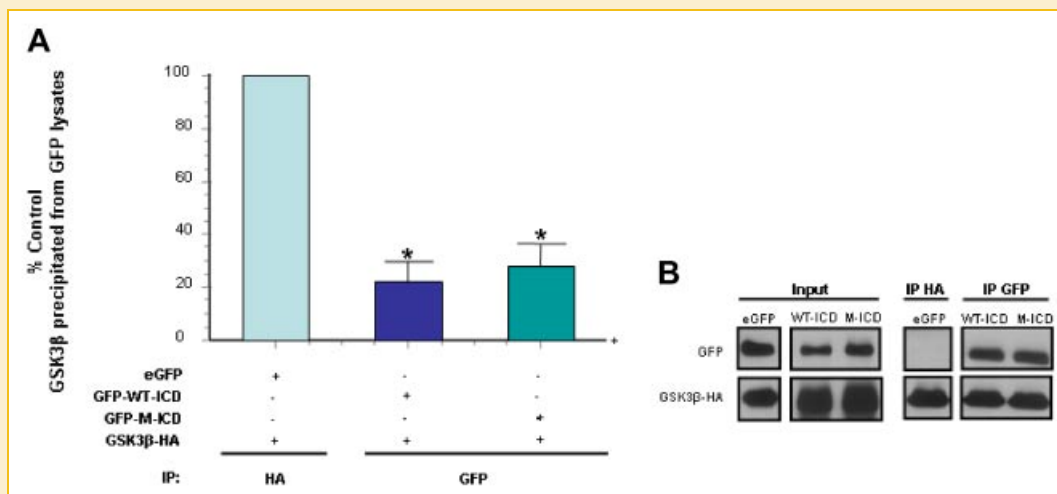 A
% Control
GSK3β precipitated from GFP lysates
100
80
60
40
20
0
*
*
+
eGFP + - -
GFP-WT-ICD - + -
GFP-M-ICD - - +
GSK3β-HA + + +
IP: HA GFP
B
Input IP HA IP GFP
eGFP WT-ICD M-ICD eGFP WT-ICD M-ICD
GFP
GSK3β-HA